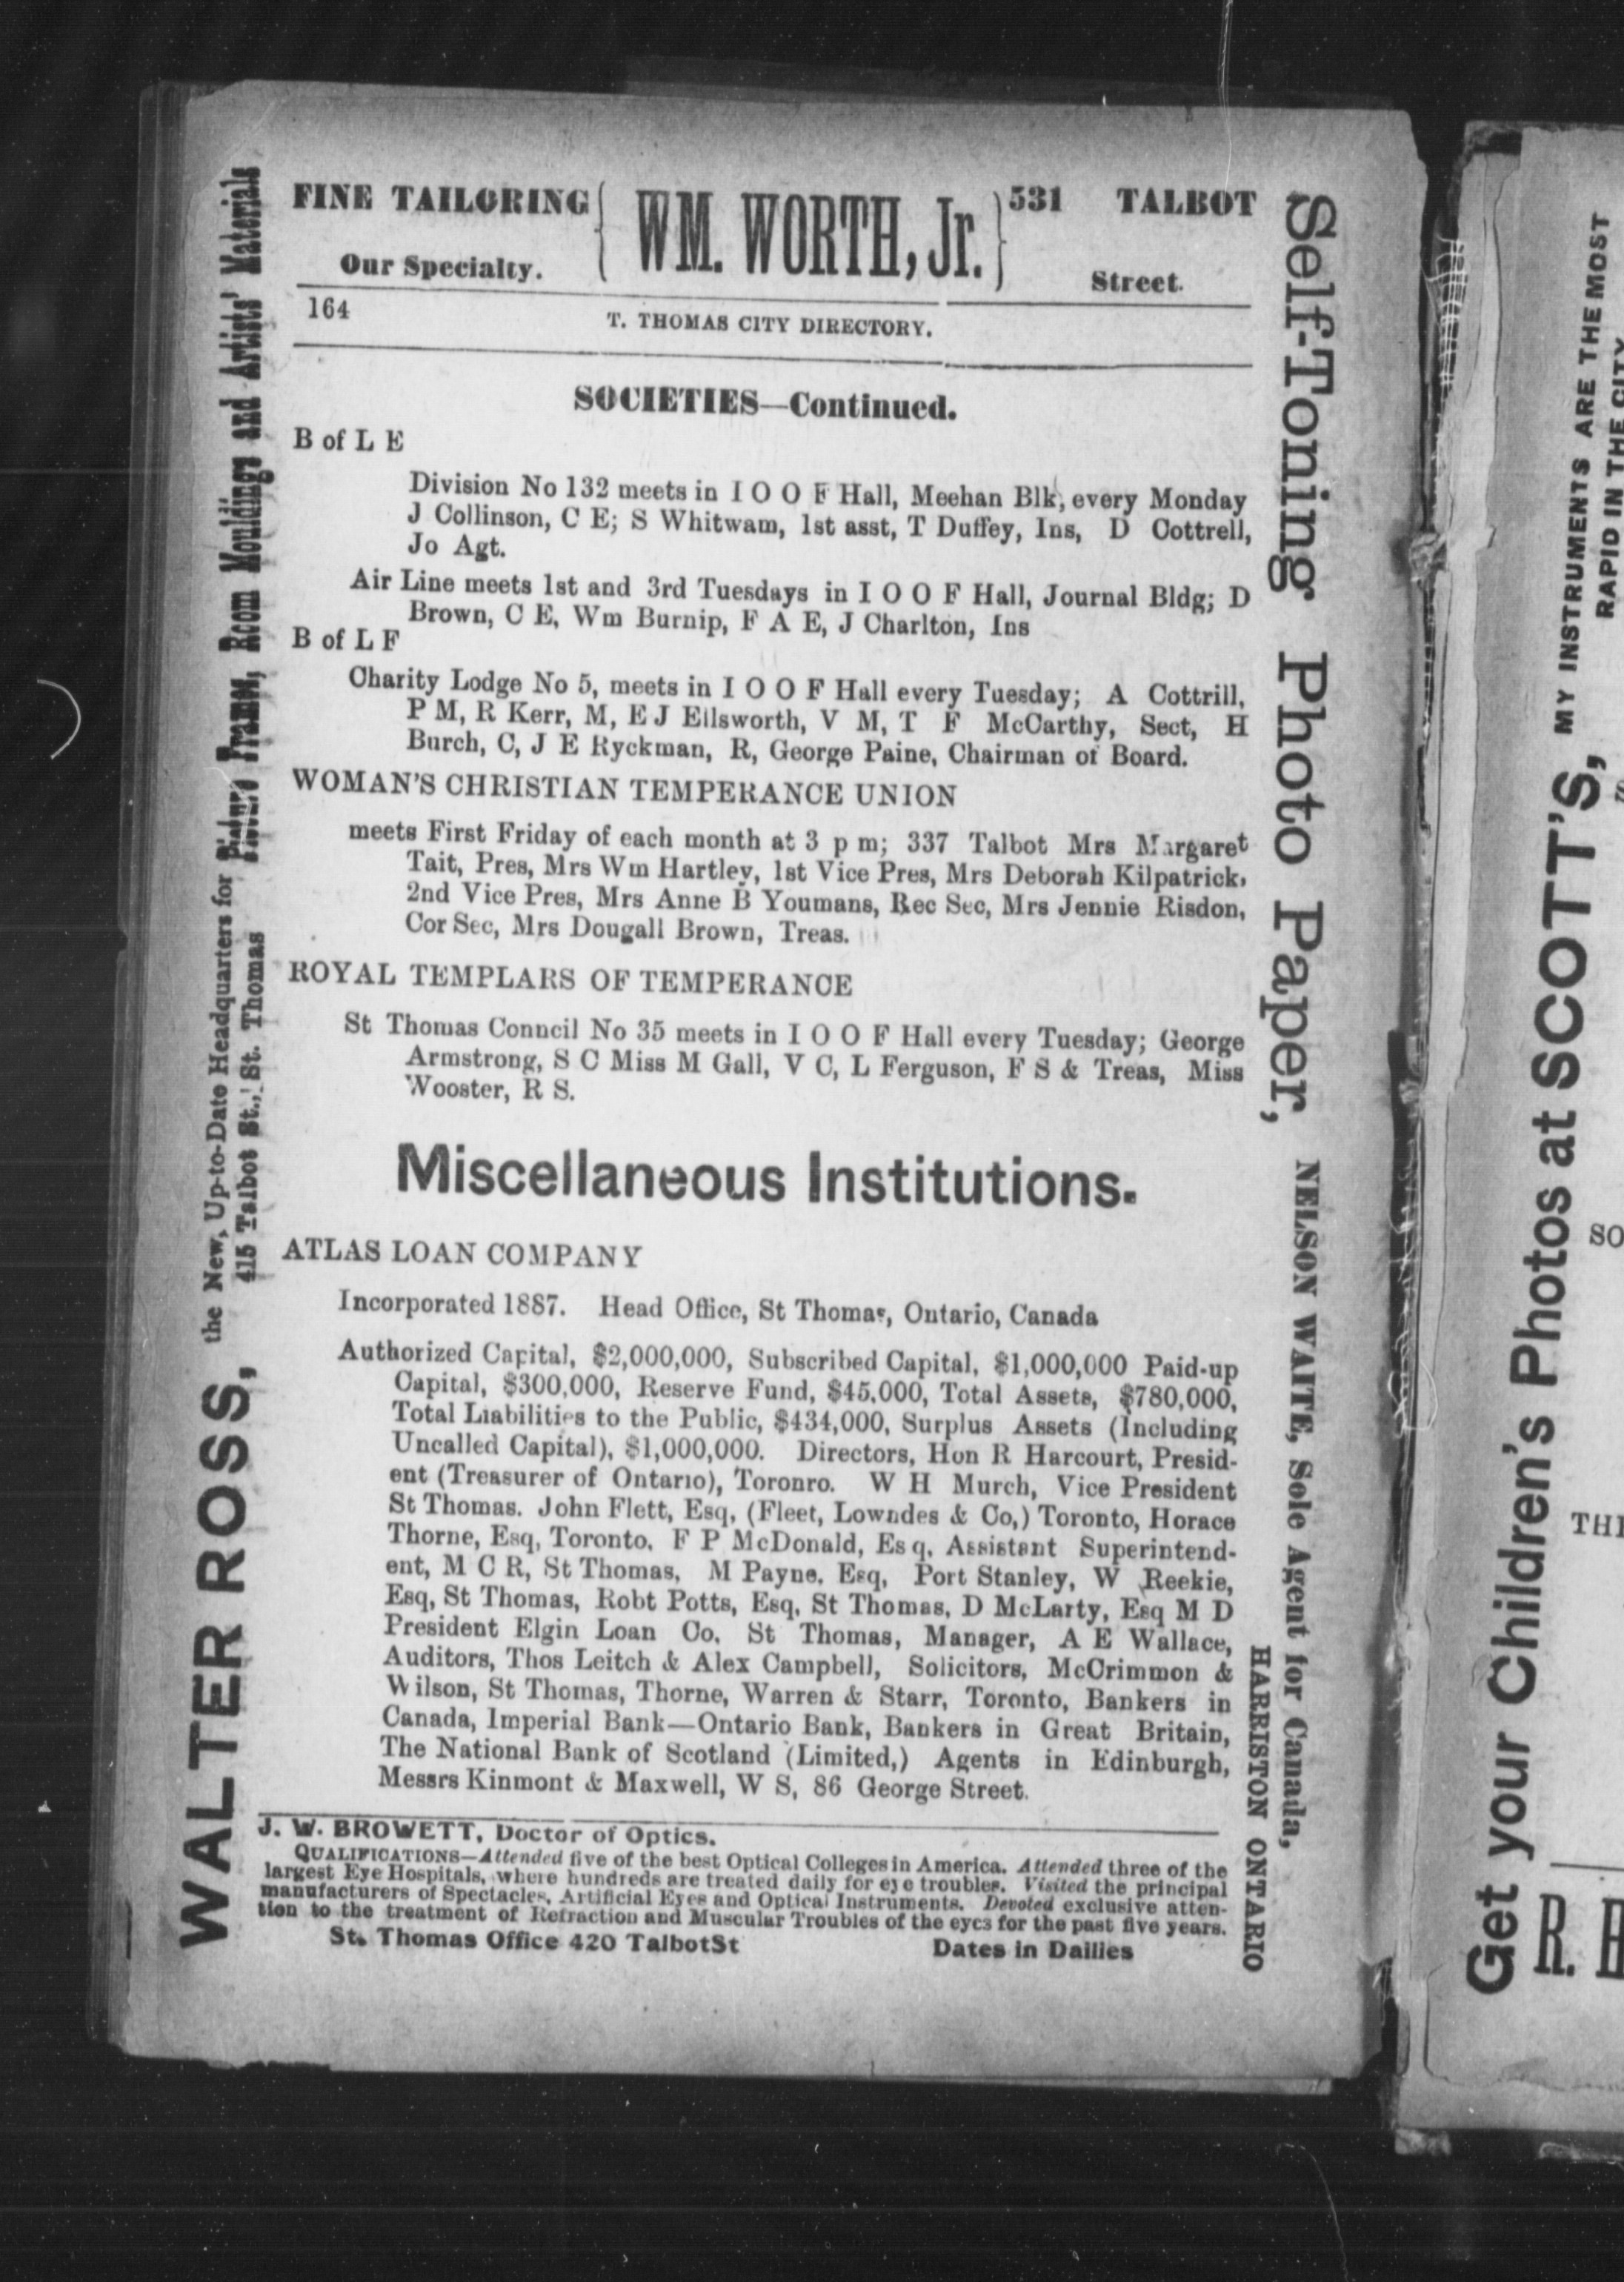 FINE TAILORING { WM. WORTH, Jr. } 531 TALBOT
Our Specialty. Street.
164
T. THOMAS CITY DIRECTORY.
SOCIETIES—Continued.
B of L E
Division No 132 meets in I O O F Hall, Meehan Blk, every Monday
J Collinson, C E; S Whitwam, 1st asst, T Duffey, Ins, D Cottrell,
Jo Agt.
Air Line meets 1st and 3rd Tuesdays in I O O F Hall, Journal Bldg; D
Brown, C E, Wm Burnip, F A E, J Charlton, Ins
B of L F
Charity Lodge No 5, meets in I O O F Hall every Tuesday; A Cottrill,
P M, R Kerr, M, E J Ellsworth, V M, T F McCarthy, Sect, H
Burch, C, J E Ryckman, R, George Paine, Chairman of Board.
WOMAN'S CHRISTIAN TEMPERANCE UNION
meets First Friday of each month at 3 p m; 337 Talbot Mrs Margaret
Tait, Pres, Mrs Wm Hartley, 1st Vice Pres, Mrs Deborah Kilpatrick,
2nd Vice Pres, Mrs Anne B Youmans, Rec Sec, Mrs Jennie Risdon,
Cor Sec, Mrs Dougall Brown, Treas.
ROYAL TEMPLARS OF TEMPERANCE
St Thomas Conncil No 35 meets in I O O F Hall every Tuesday; George
Armstrong, S C Miss M Gall, V C, L Ferguson, F S & Treas, Miss
Wooster, R S.
Miscellaneous Institutions.
ATLAS LOAN COMPANY
Incorporated 1887. Head Office, St Thomas, Ontario, Canada
Authorized Capital, $2,000,000, Subscribed Capital, $1,000,000 Paid-up
Capital, $300,000, Reserve Fund, $45,000, Total Assets, $780,000,
Total Liabilities to the Public, $434,000, Surplus Assets (Including
Uncalled Capital), $1,000,000. Directors, Hon R Harcourt, Presid-
ent (Treasurer of Ontario), Toronro. W H Murch, Vice President
St Thomas. John Flett, Esq, (Fleet, Lowndes & Co,) Toronto, Horace
Thorne, Esq, Toronto. F P McDonald, Esq, Assistant Superintend-
ent, M C R, St Thomas, M Payne, Esq, Port Stanley, W Reekie,
Esq, St Thomas, Robt Potts, Esq, St Thomas, D McLarty, Esq M D
President Elgin Loan Co, St Thomas, Manager, A E Wallace,
Auditors, Thos Leitch & Alex Campbell, Solicitors, McCrimmon &
Wilson, St Thomas, Thorne, Warren & Starr, Toronto, Bankers in
Canada, Imperial Bank—Ontario Bank, Bankers in Great Britain,
The National Bank of Scotland (Limited,) Agents in Edinburgh,
Messrs Kinmont & Maxwell, W S, 86 George Street.
J. W. BROWETT, Doctor of Optics.
QUALIFICATIONS—Attended five of the best Optical Colleges in America. Attended three of the
largest Eye Hospitals, where hundreds are treated daily for eye troubles. Visited the principal
manufacturers of Spectacles, Artificial Eyes and Optical Instruments. Devoted exclusive atten-
tion to the treatment of Refraction and Muscular Troubles of the eyes for the past five years.
St. Thomas Office 420 Talbot St Dates in Dailies
WALTER ROSS, the New, Up-to-Date Headquarters for Picture Frames, Room Mouldings and Artists' Materials
415 Talbot St., St. Thomas
Self-Toning Photo Paper, NELSON WAITE, Sole Agent for Canada,
HARRISTON ONTARIO
Get your Children's Photos at SCOTT'S, MY INSTRUMENTS ARE THE MOST
RAPID IN THE CITY
SO
THE
R.